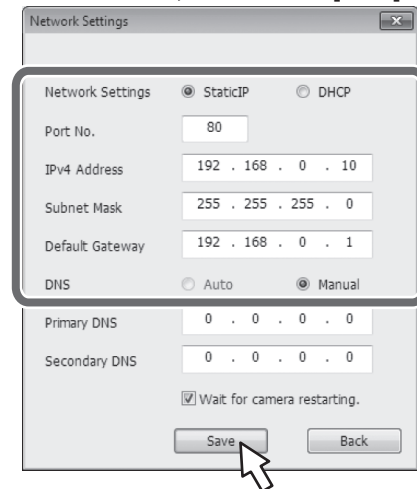 Network Settings
Network Settings StaticIP DHCP
Port No. 80
IPv4 Address 192 . 168 . 0 . 10
Subnet Mask 255 . 255 . 255 . 0
Default Gateway 192 . 168 . 0 . 1
DNS Auto Manual
Primary DNS 0 . 0 . 0 . 0
Secondary DNS 0 . 0 . 0 . 0
Wait for camera restarting.
Save Back